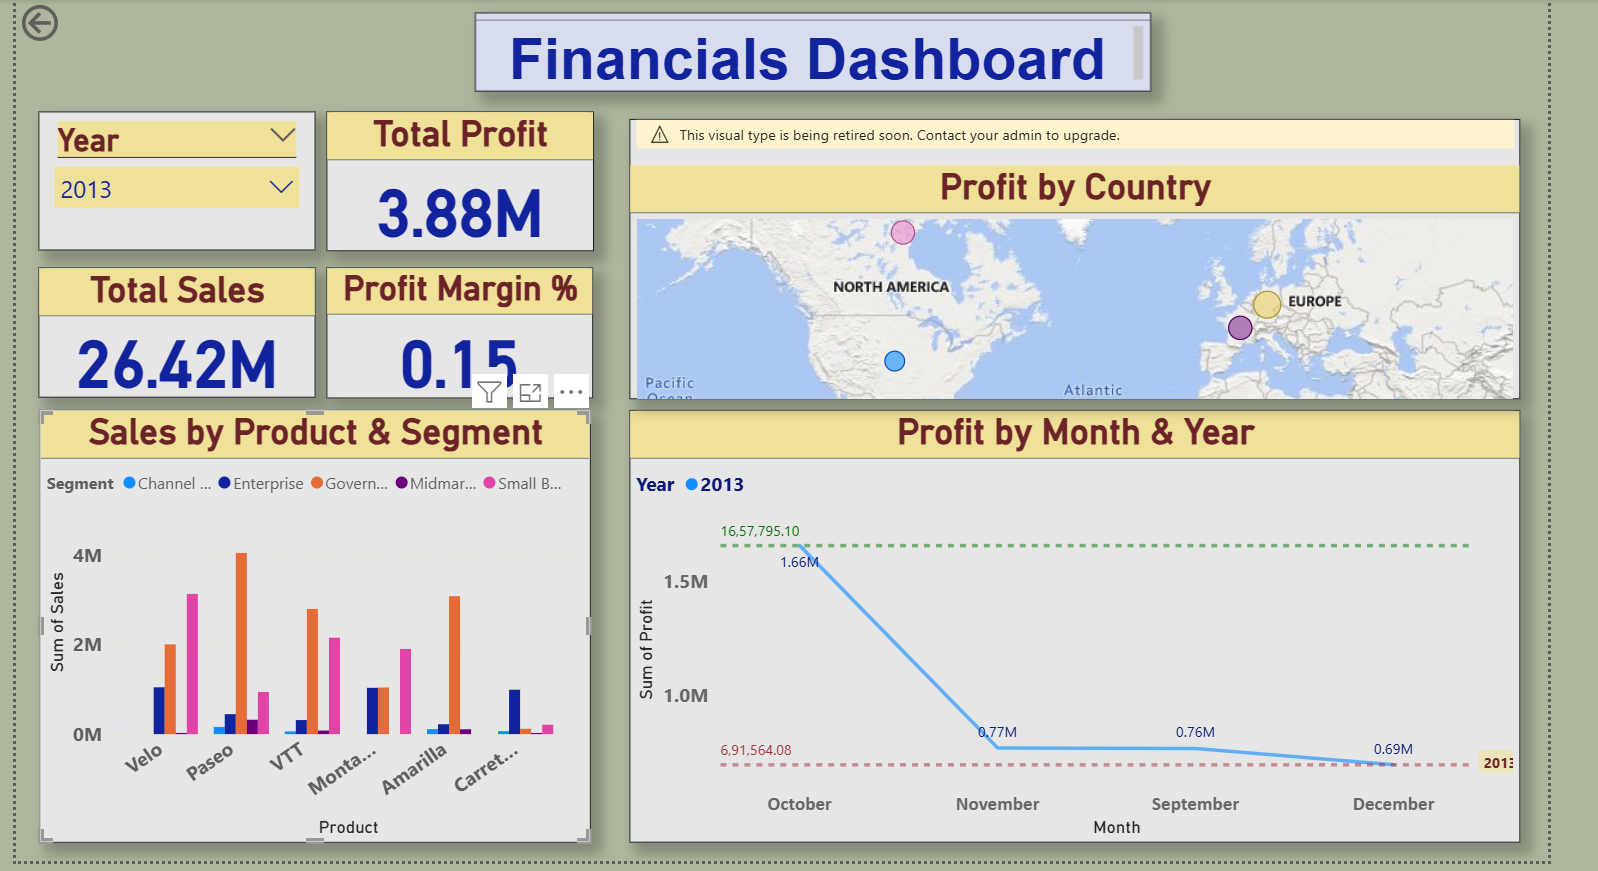 Financials Dashboard
Year
2013
Total Profit
3.88M
Total Sales
26.42M
Profit Margin %
0.15
This visual type is being retired soon. Contact your admin to upgrade.
Profit by Country
NORTH AMERICA
EUROPE
Pacific
Ocean
Atlantic
Sales by Product & Segment
Segment Channel ... Enterprise Govern... Midmar... Small B...
4M
2M
0M
Sum of Sales
Velo Paseo VTT Monta... Amarilla Carret...
Product
Profit by Month & Year
Year 2013
16,57,795.10
1.66M
1.5M
1.0M
Sum of Profit
0.77M 0.76M 0.69M
6,91,564.08
2013
October November September December
Month